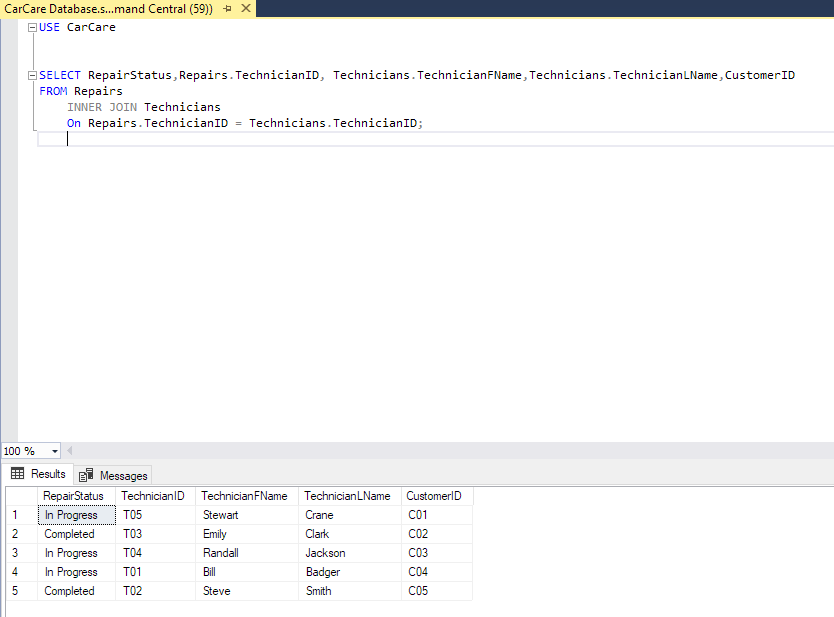 CarCare Database.s...mand Central (59))
USE CarCare
SELECT RepairStatus,Repairs.TechnicianID, Technicians.TechnicianFName,Technicians.TechnicianLName,CustomerID
FROM Repairs
INNER JOIN Technicians
On Repairs.TechnicianID = Technicians.TechnicianID;
100 %
Results Messages
RepairStatus TechnicianID TechnicianFName TechnicianLName CustomerID
1 In Progress T05 Stewart Crane C01
2 Completed T03 Emily Clark C02
3 In Progress T04 Randall Jackson C03
4 In Progress T01 Bill Badger C04
5 Completed T02 Steve Smith C05